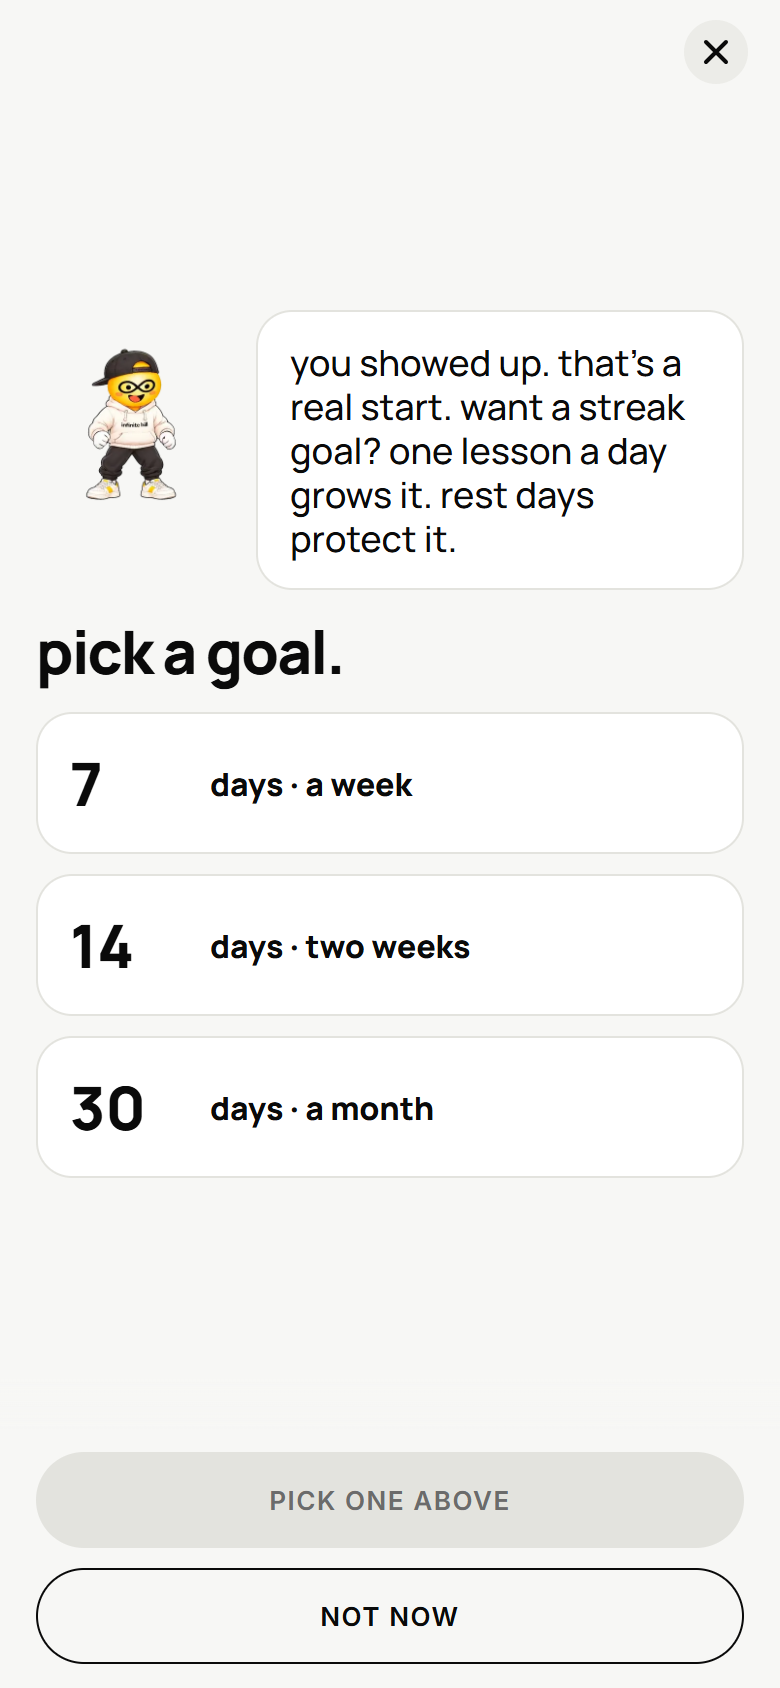 you showed up. that’s a
real start. want a streak
goal? one lesson a day
grows it. rest days
protect it.
pick a goal.
7 days · a week
14 days · two weeks
30 days · a month
PICK ONE ABOVE
NOT NOW